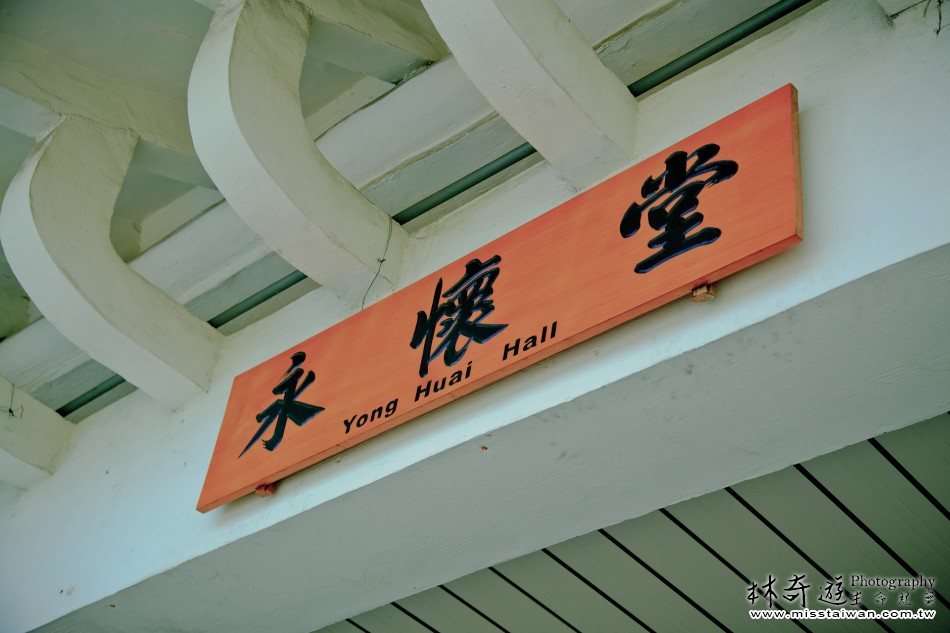 永懷堂
Yong Huai Hall
林奇遊 Photography
www.misstaiwan.com.tw